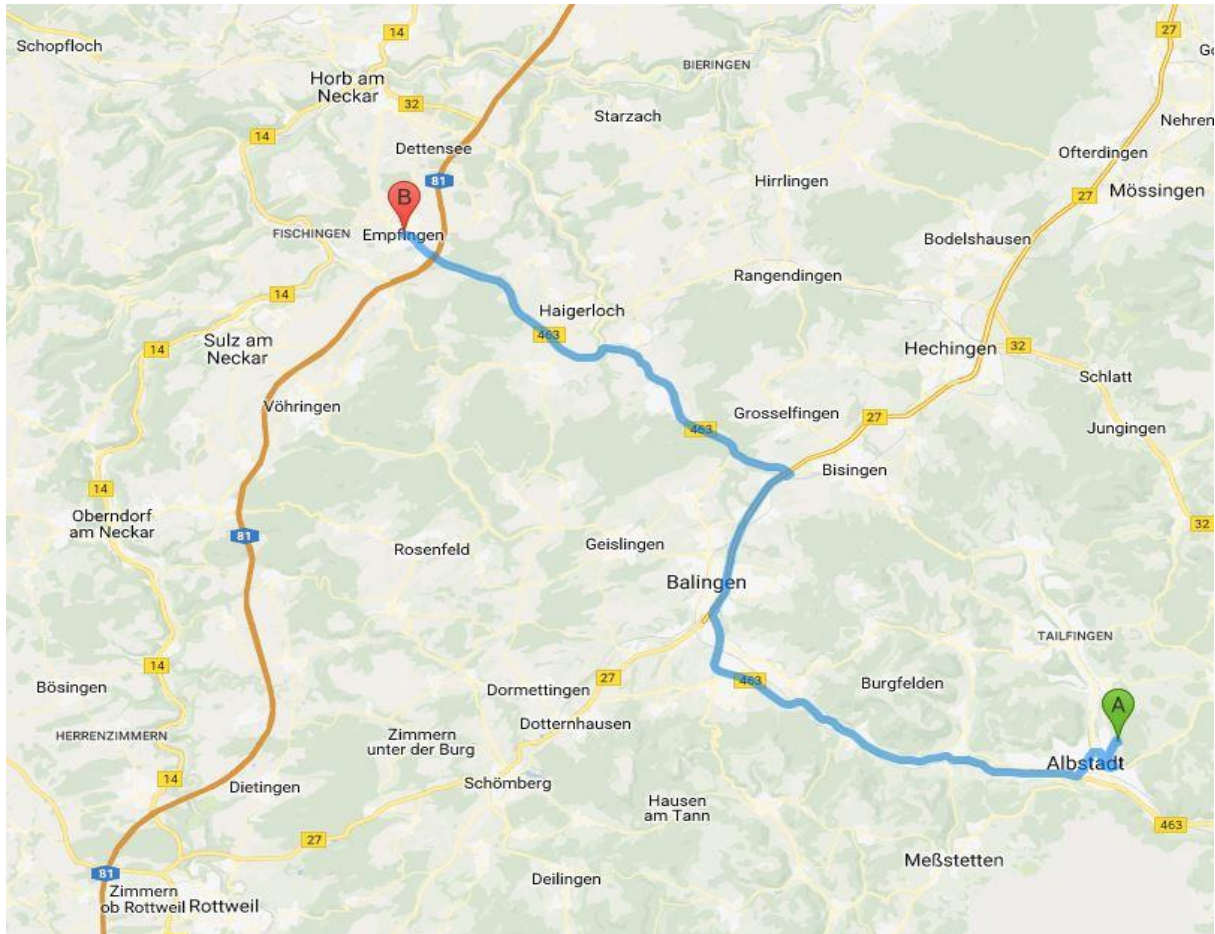 14
27
Schopfloch
BIERINGEN
Horb am
Neckar
32
Starzach
Nehren
14
Dettensee
Ofterdingen
81
Hirrlingen
27
Mössingen
B
FISCHINGEN
Empfingen
Bodelshausen
Rangendingen
14
Haigerloch
463
Sulz am
Neckar
14
Hechingen
32
Schlatt
Vöhringen
Grosselfingen
27
463
Jungingen
Bisingen
14
Oberndorf
am Neckar
32
81
Rosenfeld
Geislingen
Balingen
TAILFINGEN
14
Bösingen
27
463
Burgfelden
Dormettingen
A
HERRENZIMMERN
Zimmern
unter der Burg
Dotternhausen
Albstadt
14
Dietingen
Schömberg
Hausen
am Tann
463
27
Meßstetten
81
Deilingen
Zimmern
ob Rottweil
Rottweil